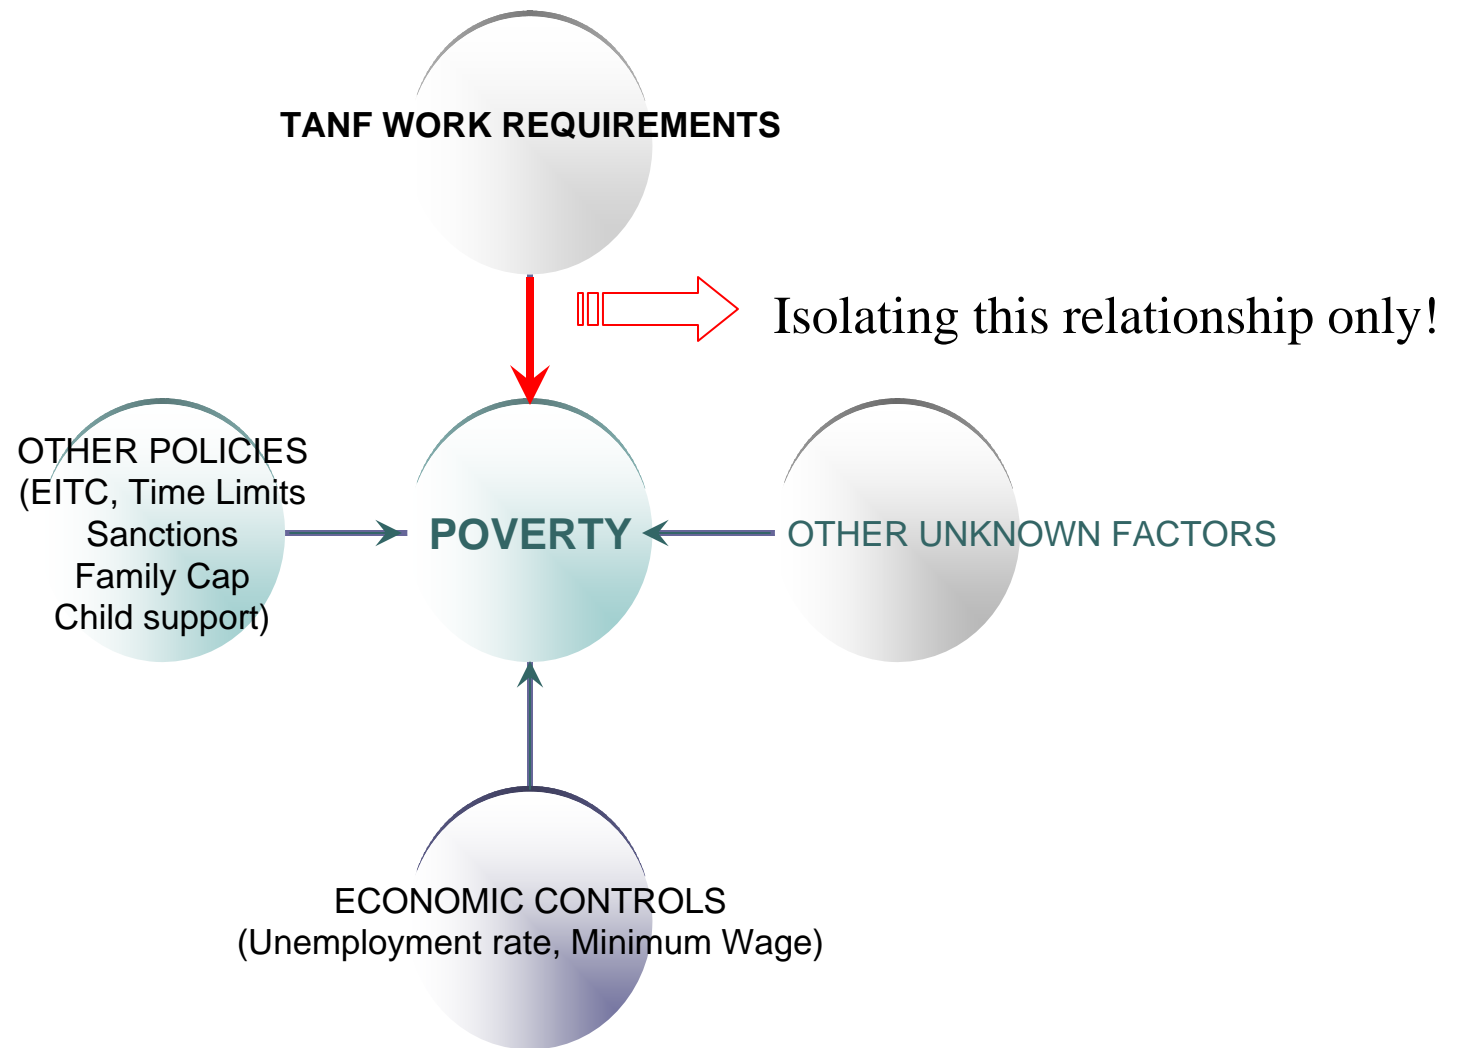 TANF WORK REQUIREMENTS
Isolating this relationship only!
OTHER POLICIES
(EITC, Time Limits
Sanctions
Family Cap
Child support)
POVERTY
OTHER UNKNOWN FACTORS
ECONOMIC CONTROLS
(Unemployment rate, Minimum Wage)